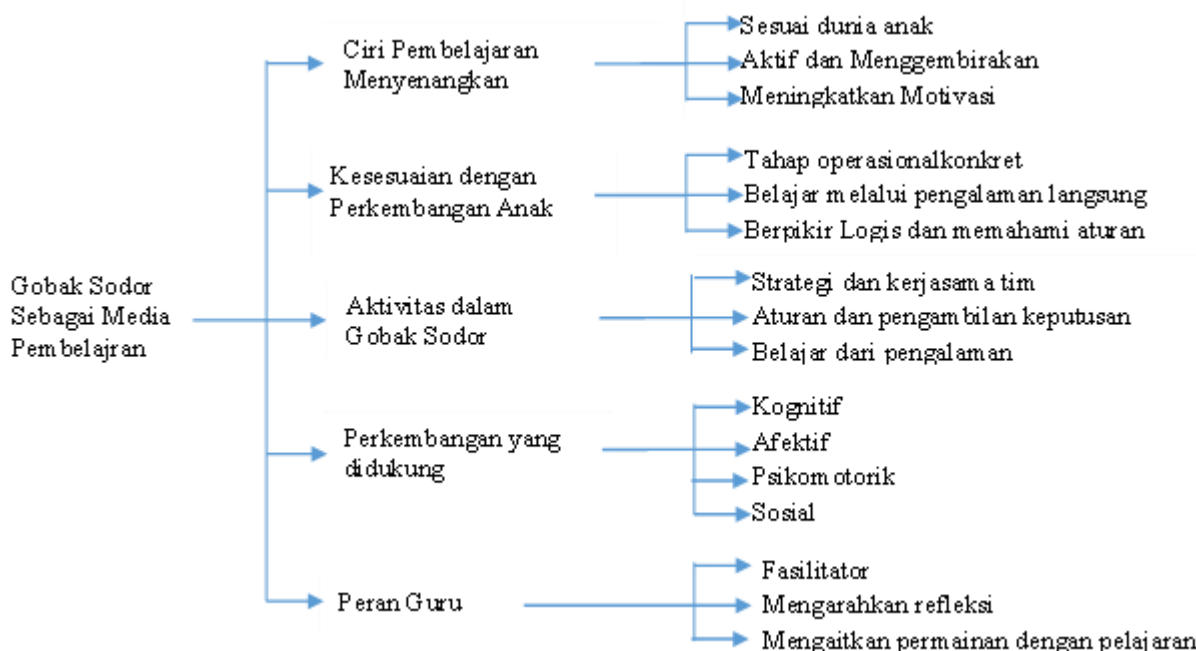 Gobak Sodor
Sebagai Media
Pembelajran
Ciri Pembelajaran
Menyenangkan
Sesuai dunia anak
Aktif dan Menggembirakan
Meningkatkan Motivasi
Kesesuaian dengan
Perkembangan Anak
Tahap operasionalkonkret
Belajar melalui pengalaman langsung
Berpikir Logis dan memahami aturan
Aktivitas dalam
Gobak Sodor
Strategi dan kerjasama tim
Aturan dan pengambilan keputusan
Belajar dari pengalaman
Perkembangan yang
didukung
Kognitif
Afektif
Psikomotorik
Sosial
Peran Guru
Fasilitator
Mengarahkan refleksi
Mengaitkan permainan dengan pelajaran